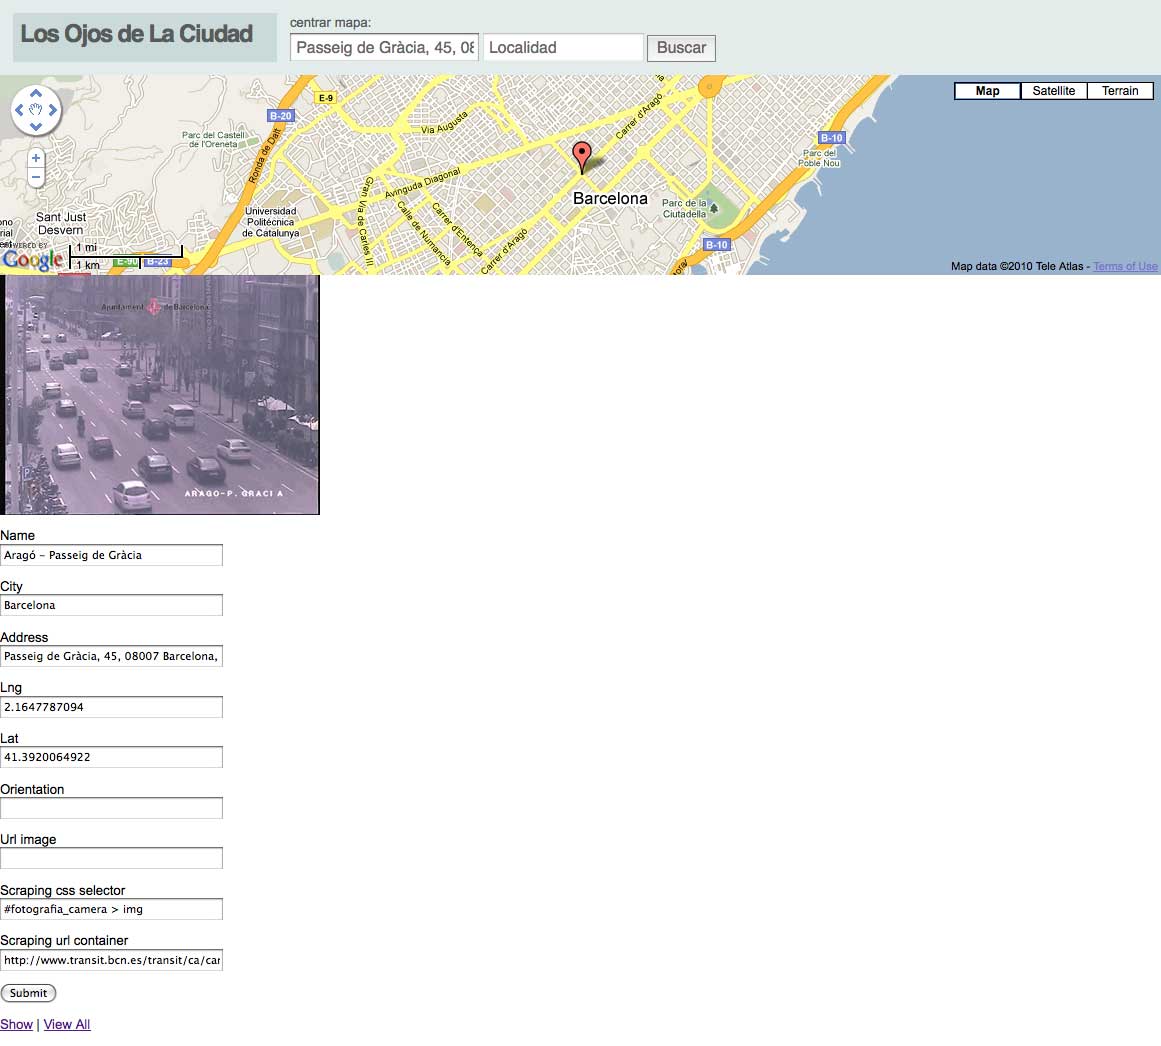 Los Ojos de La Ciudad
centrar mapa:
Passeig de Gràcia, 45, 08
Localidad
Buscar
Map
Satellite
Terrain
E-9
B-20
Via Augusta
Carrer d'Aragó
B-10
Parc del Castell
de l'Oreneta
Ronda de Dalt
Parc del
Poble Nou
Avinguda Diagonal
Gran Via de Carles III
Barcelona
Parc de la
Ciutadella
Sant Just
Desvern
Universidad
Politécnica
de Catalunya
Calle de Numancia
Carrer d'Entença
Carrer d'Aragó
B-10
POWERED BY
Google
1 mi
1 km
E-90
B-23
Map data ©2010 Tele Atlas - Terms of Use
Ajuntament de Barcelona
P
ARAGO-P. GRACIA
Name
Aragó - Passeig de Gràcia
City
Barcelona
Address
Passeig de Gràcia, 45, 08007 Barcelona,
Lng
2.1647787094
Lat
41.3920064922
Orientation
Url image
Scraping css selector
#fotografia_camera > img
Scraping url container
http://www.transit.bcn.es/transit/ca/car
Submit
Show | View All